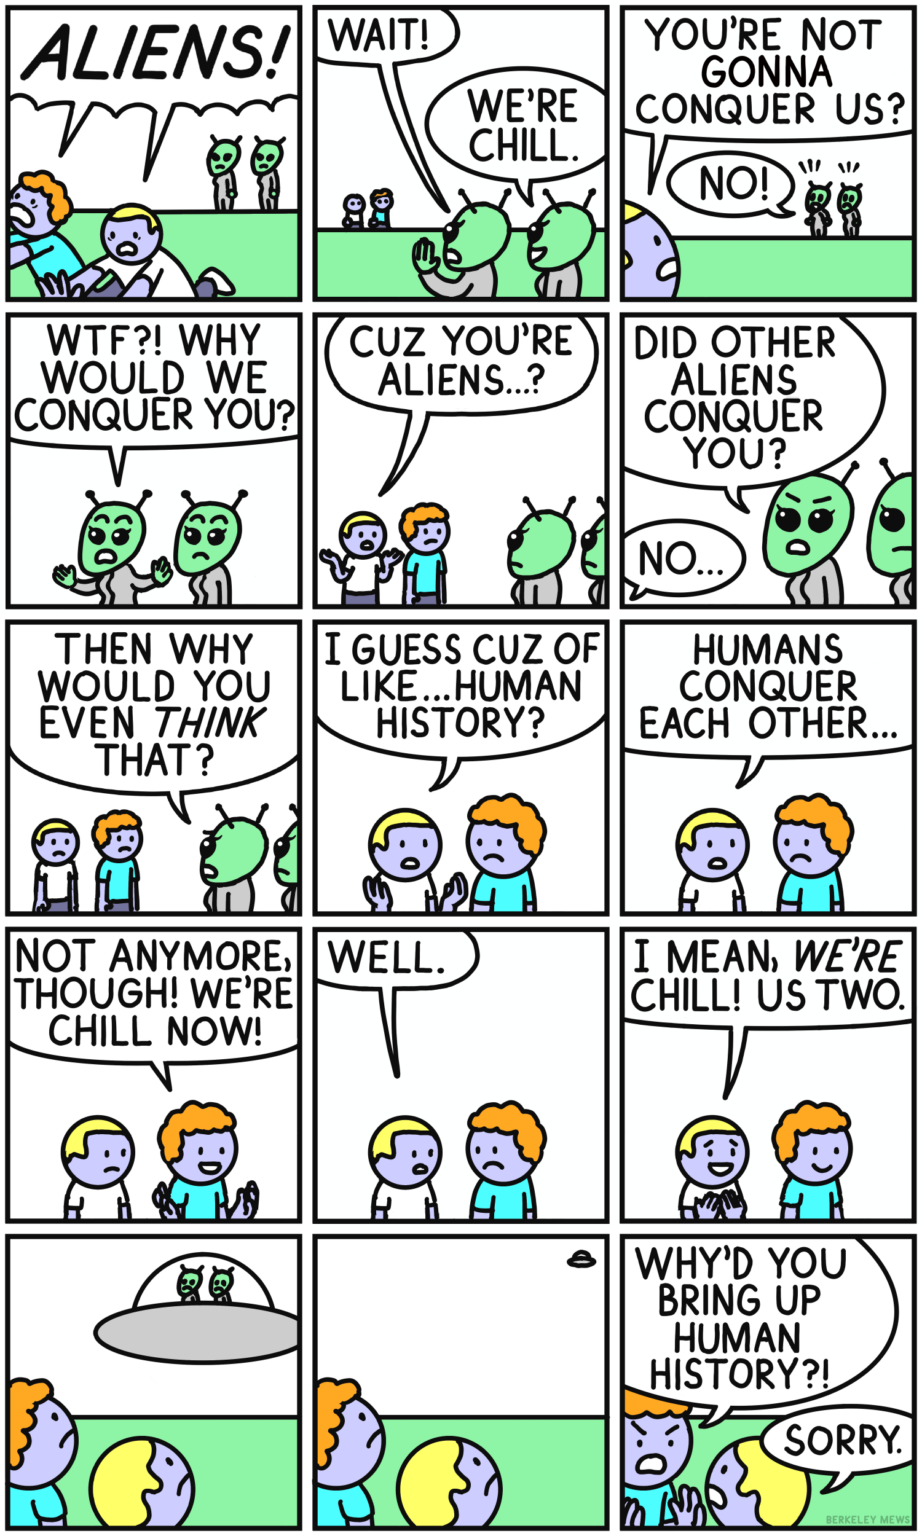 ALIENS!
WAIT!
WE'RE
CHILL.
YOU'RE NOT
GONNA
CONQUER US?
NO!
WTF?! WHY
WOULD WE
CONQUER YOU?
CUZ YOU'RE
ALIENS...?
DID OTHER
ALIENS
CONQUER
YOU?
NO...
THEN WHY
WOULD YOU
EVEN THINK
THAT?
I GUESS CUZ OF
LIKE...HUMAN
HISTORY?
HUMANS
CONQUER
EACH OTHER...
NOT ANYMORE,
THOUGH! WE'RE
CHILL NOW!
WELL.
I MEAN, WE'RE
CHILL! US TWO.
WHY'D YOU
BRING UP
HUMAN
HISTORY?!
SORRY.
BERKELEY MEWS